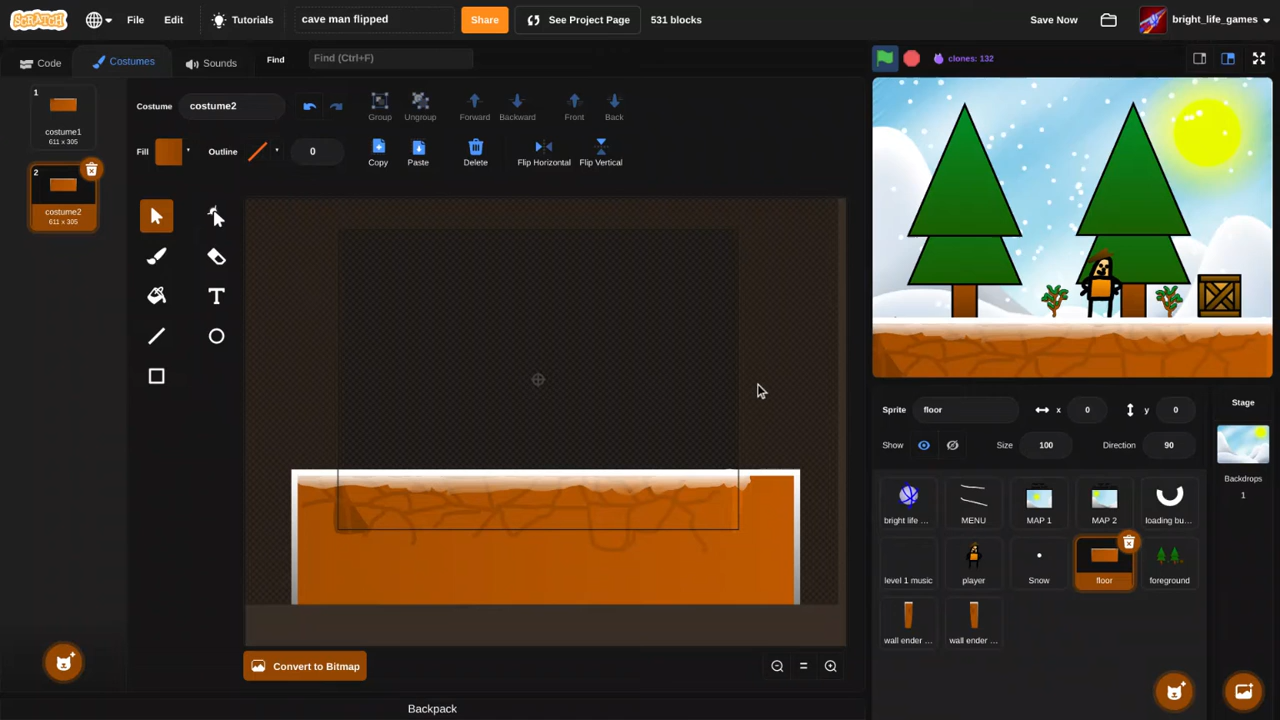 SCRATCH File Edit Tutorials cave man flipped Share See Project Page 531 blocks Save Now bright_life_games
Code Costumes Sounds Find Find (Ctrl+F) clones: 132
1
costume1
611 x 305
2
costume2
611 x 305
Costume costume2 Group Ungroup Forward Backward Front Back
Fill Outline 0 Copy Paste Delete Flip Horizontal Flip Vertical
T
Convert to Bitmap
Backpack
Sprite floor x 0 y 0
Show Size 100 Direction 90
bright life ... MENU MAP 1 MAP 2 loading bu...
level 1 music player Snow floor foreground
wall ender ... wall ender ...
Stage
Backdrops
1